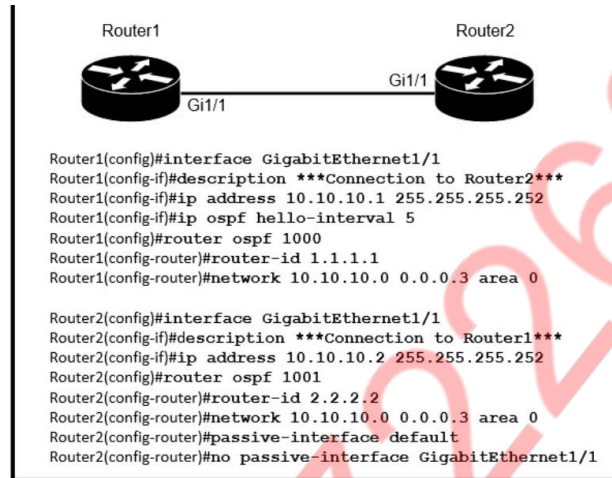 Router1
Router2
Gi1/1
Gi1/1
Router1(config)#interface GigabitEthernet1/1
Router1(config-if)#description ***Connection to Router2***
Router1(config-if)#ip address 10.10.10.1 255.255.255.252
Router1(config-if)#ip ospf hello-interval 5
Router1(config)#router ospf 1000
Router1(config-router)#router-id 1.1.1.1
Router1(config-router)#network 10.10.10.0 0.0.0.3 area 0
Router2(config)#interface GigabitEthernet1/1
Router2(config-if)#description ***Connection to Router1***
Router2(config-if)#ip address 10.10.10.2 255.255.255.252
Router2(config)#router ospf 1001
Router2(config-router)#router-id 2.2.2.2
Router2(config-router)#network 10.10.10.0 0.0.0.3 area 0
Router2(config-router)#passive-interface default
Router2(config-router)#no passive-interface GigabitEthernet1/1